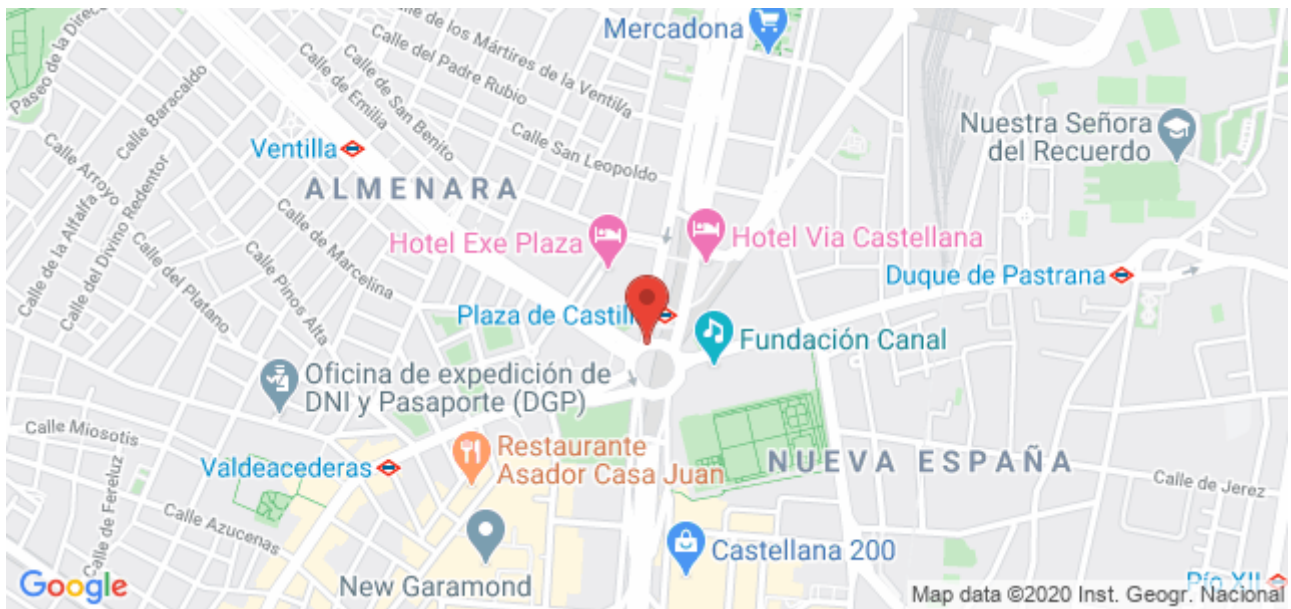 Mercadona
Paseo de la Direc
Calle de los Mártires de la Ventilla
Calle del Padre Rubio
Calle Baracaldo
Calle de San Benito
Calle de Emilia
Calle San Leopoldo
Ventilla
Nuestra Señora
del Recuerdo
Calle Arroyo
ALMENARA
Calle de la Alfalfa
Calle del Divino Redentor
Calle de Marcelina
Calle del Platano
Calle Pinos Alta
Hotel Exe Plaza
Hotel Via Castellana
Duque de Pastrana
Plaza de Castill
Fundación Canal
Oficina de expedición de
DNI y Pasaporte (DGP)
Calle Miosotis
Restaurante
Asador Casa Juan
Valdeacederas
NUEVA ESPAÑA
Calle de Jerez
Calle de Fereluz
Calle Azucenas
Castellana 200
New Garamond
Pío XII
Google
Map data ©2020 Inst. Geogr. Nacional